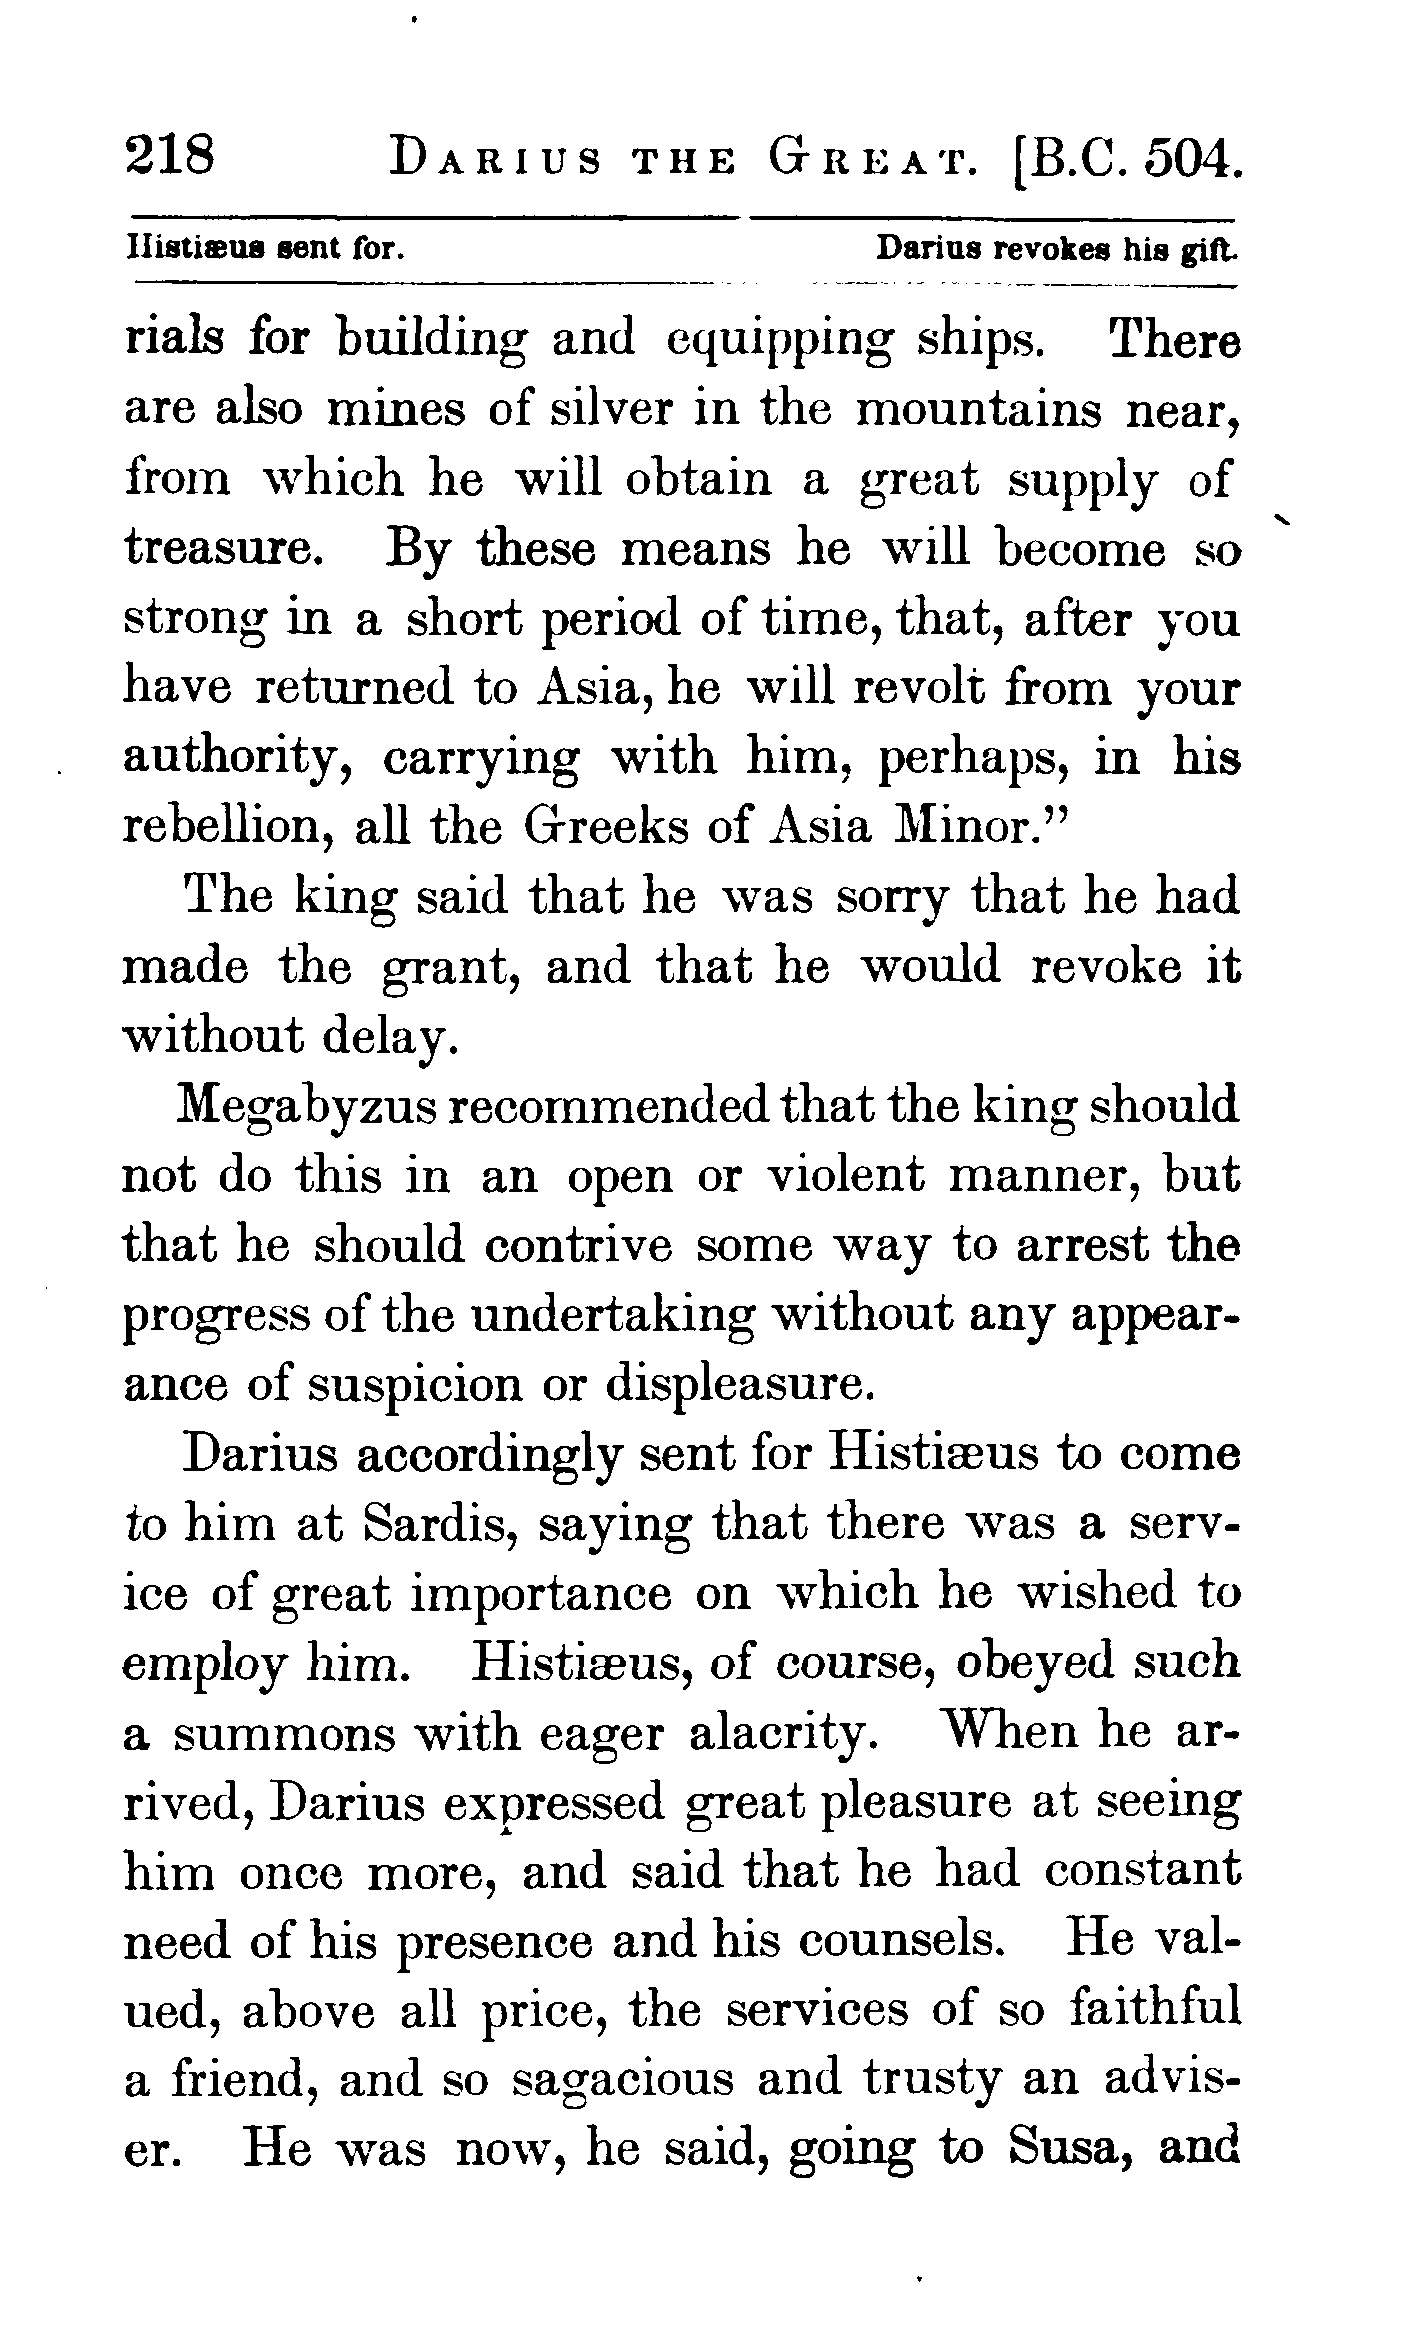 218 DARIUS THE GREAT. [B.C. 504.
Histiæus sent for. Darius revokes his gift.
rials for building and equipping ships. There
are also mines of silver in the mountains near,
from which he will obtain a great supply of
treasure. By these means he will become so
strong in a short period of time, that, after you
have returned to Asia, he will revolt from your
authority, carrying with him, perhaps, in his
rebellion, all the Greeks of Asia Minor.”
The king said that he was sorry that he had
made the grant, and that he would revoke it
without delay.
Megabyzus recommended that the king should
not do this in an open or violent manner, but
that he should contrive some way to arrest the
progress of the undertaking without any appear-
ance of suspicion or displeasure.
Darius accordingly sent for Histiæus to come
to him at Sardis, saying that there was a serv-
ice of great importance on which he wished to
employ him. Histiæus, of course, obeyed such
a summons with eager alacrity. When he ar-
rived, Darius expressed great pleasure at seeing
him once more, and said that he had constant
need of his presence and his counsels. He val-
ued, above all price, the services of so faithful
a friend, and so sagacious and trusty an advis-
er. He was now, he said, going to Susa, and